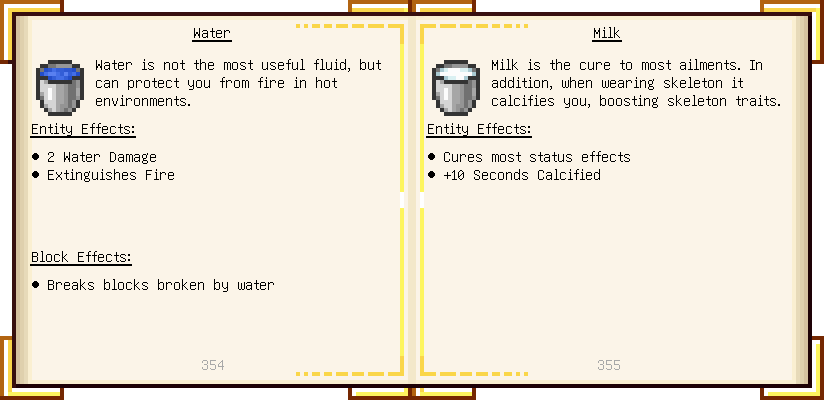 Water
Water is not the most useful fluid, but
can protect you from fire in hot
environments.
Entity Effects:
• 2 Water Damage
• Extinguishes Fire
Block Effects:
• Breaks blocks broken by water
354
Milk
Milk is the cure to most ailments. In
addition, when wearing skeleton it
calcifies you, boosting skeleton traits.
Entity Effects:
• Cures most status effects
• +10 Seconds Calcified
355